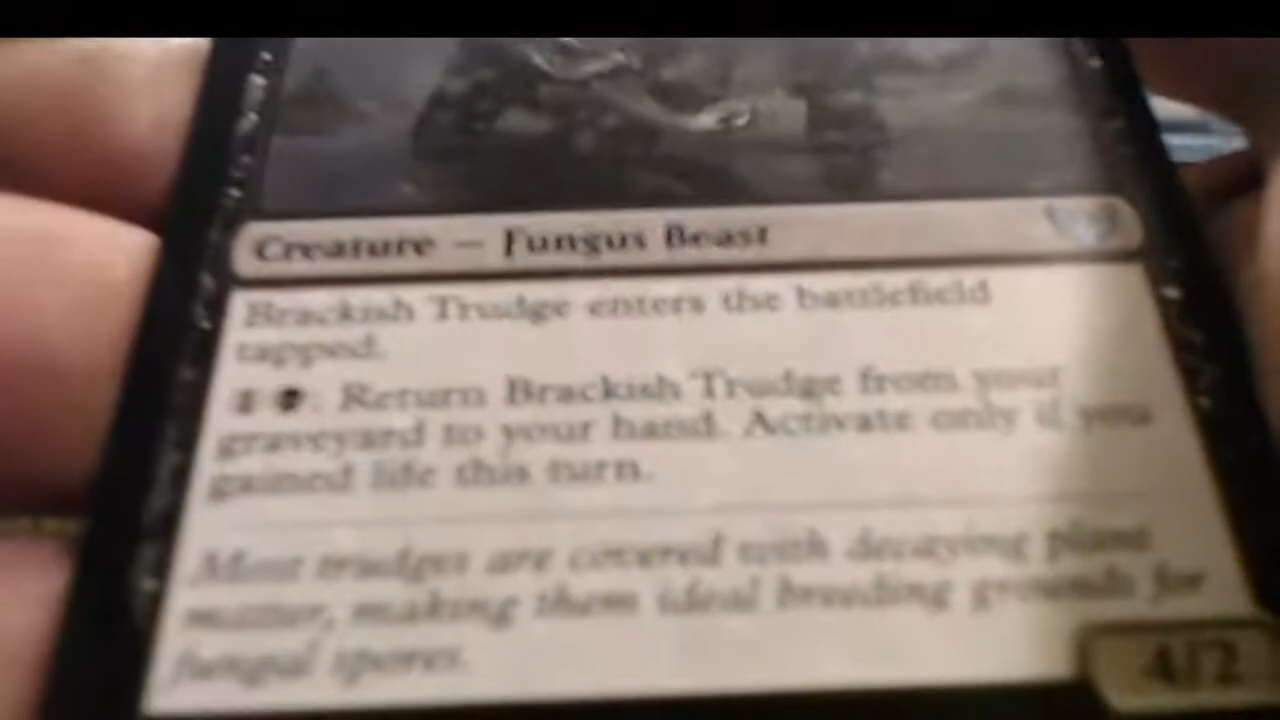 Creature — Fungus Beast
Brackish Trudge enters the battlefield
tapped.
: Return Brackish Trudge from your
graveyard to your hand. Activate only if you
gained life this turn.
Most trudges are covered with decaying plant
matter, making them ideal breeding grounds for
fungal spores.
4/2